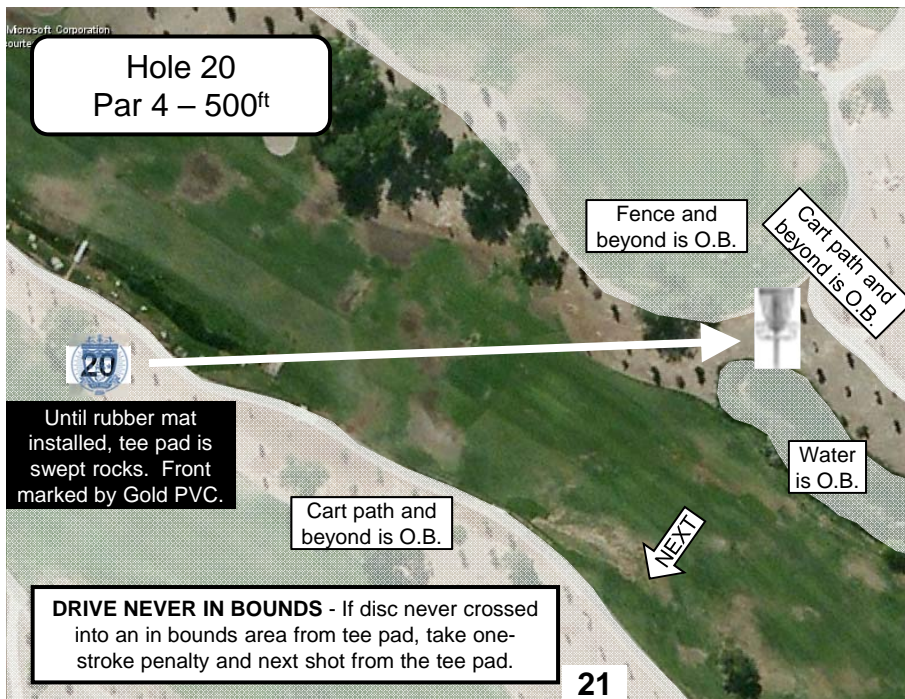 Microsoft Corporation
courte
Hole 20
Par 4 – 500ft
Fence and
beyond is O.B.
Cart path and
beyond is O.B.
20
Until rubber mat
installed, tee pad is
swept rocks.  Front
marked by Gold PVC.
Water
is O.B.
Cart path and
beyond is O.B.
NEXT
DRIVE NEVER IN BOUNDS - If disc never crossed
into an in bounds area from tee pad, take one-
stroke penalty and next shot from the tee pad.
21